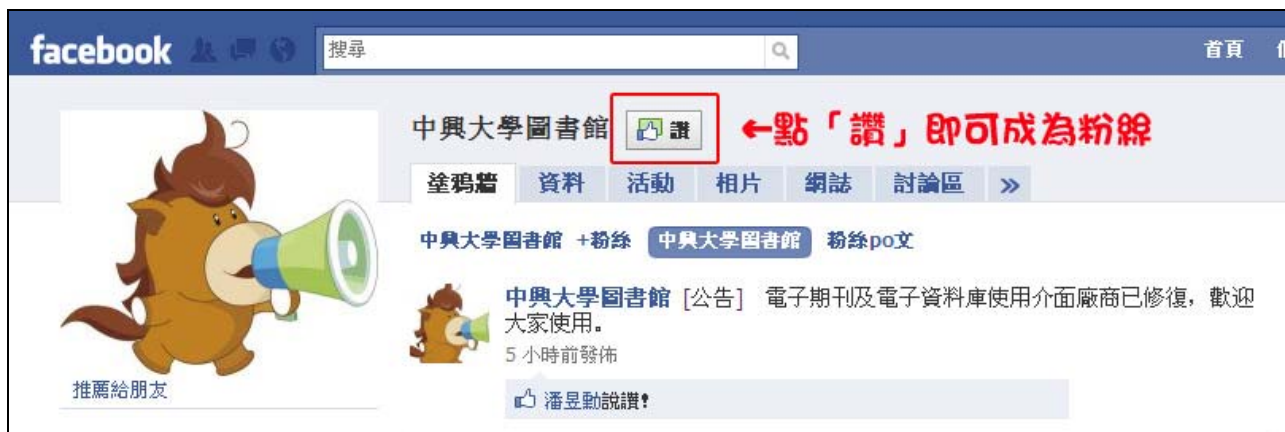 facebook 搜尋 首頁
中興大學圖書館 讚 ←點「讚」即可成為粉絲
塗鴉牆 資料 活動 相片 網誌 討論區 »
中興大學圖書館 +粉絲 中興大學圖書館 粉絲po文
中興大學圖書館 [公告] 電子期刊及電子資料庫使用介面廠商已修復，歡迎
大家使用。
5 小時前發佈
推薦給朋友
潘昱勳說讚！